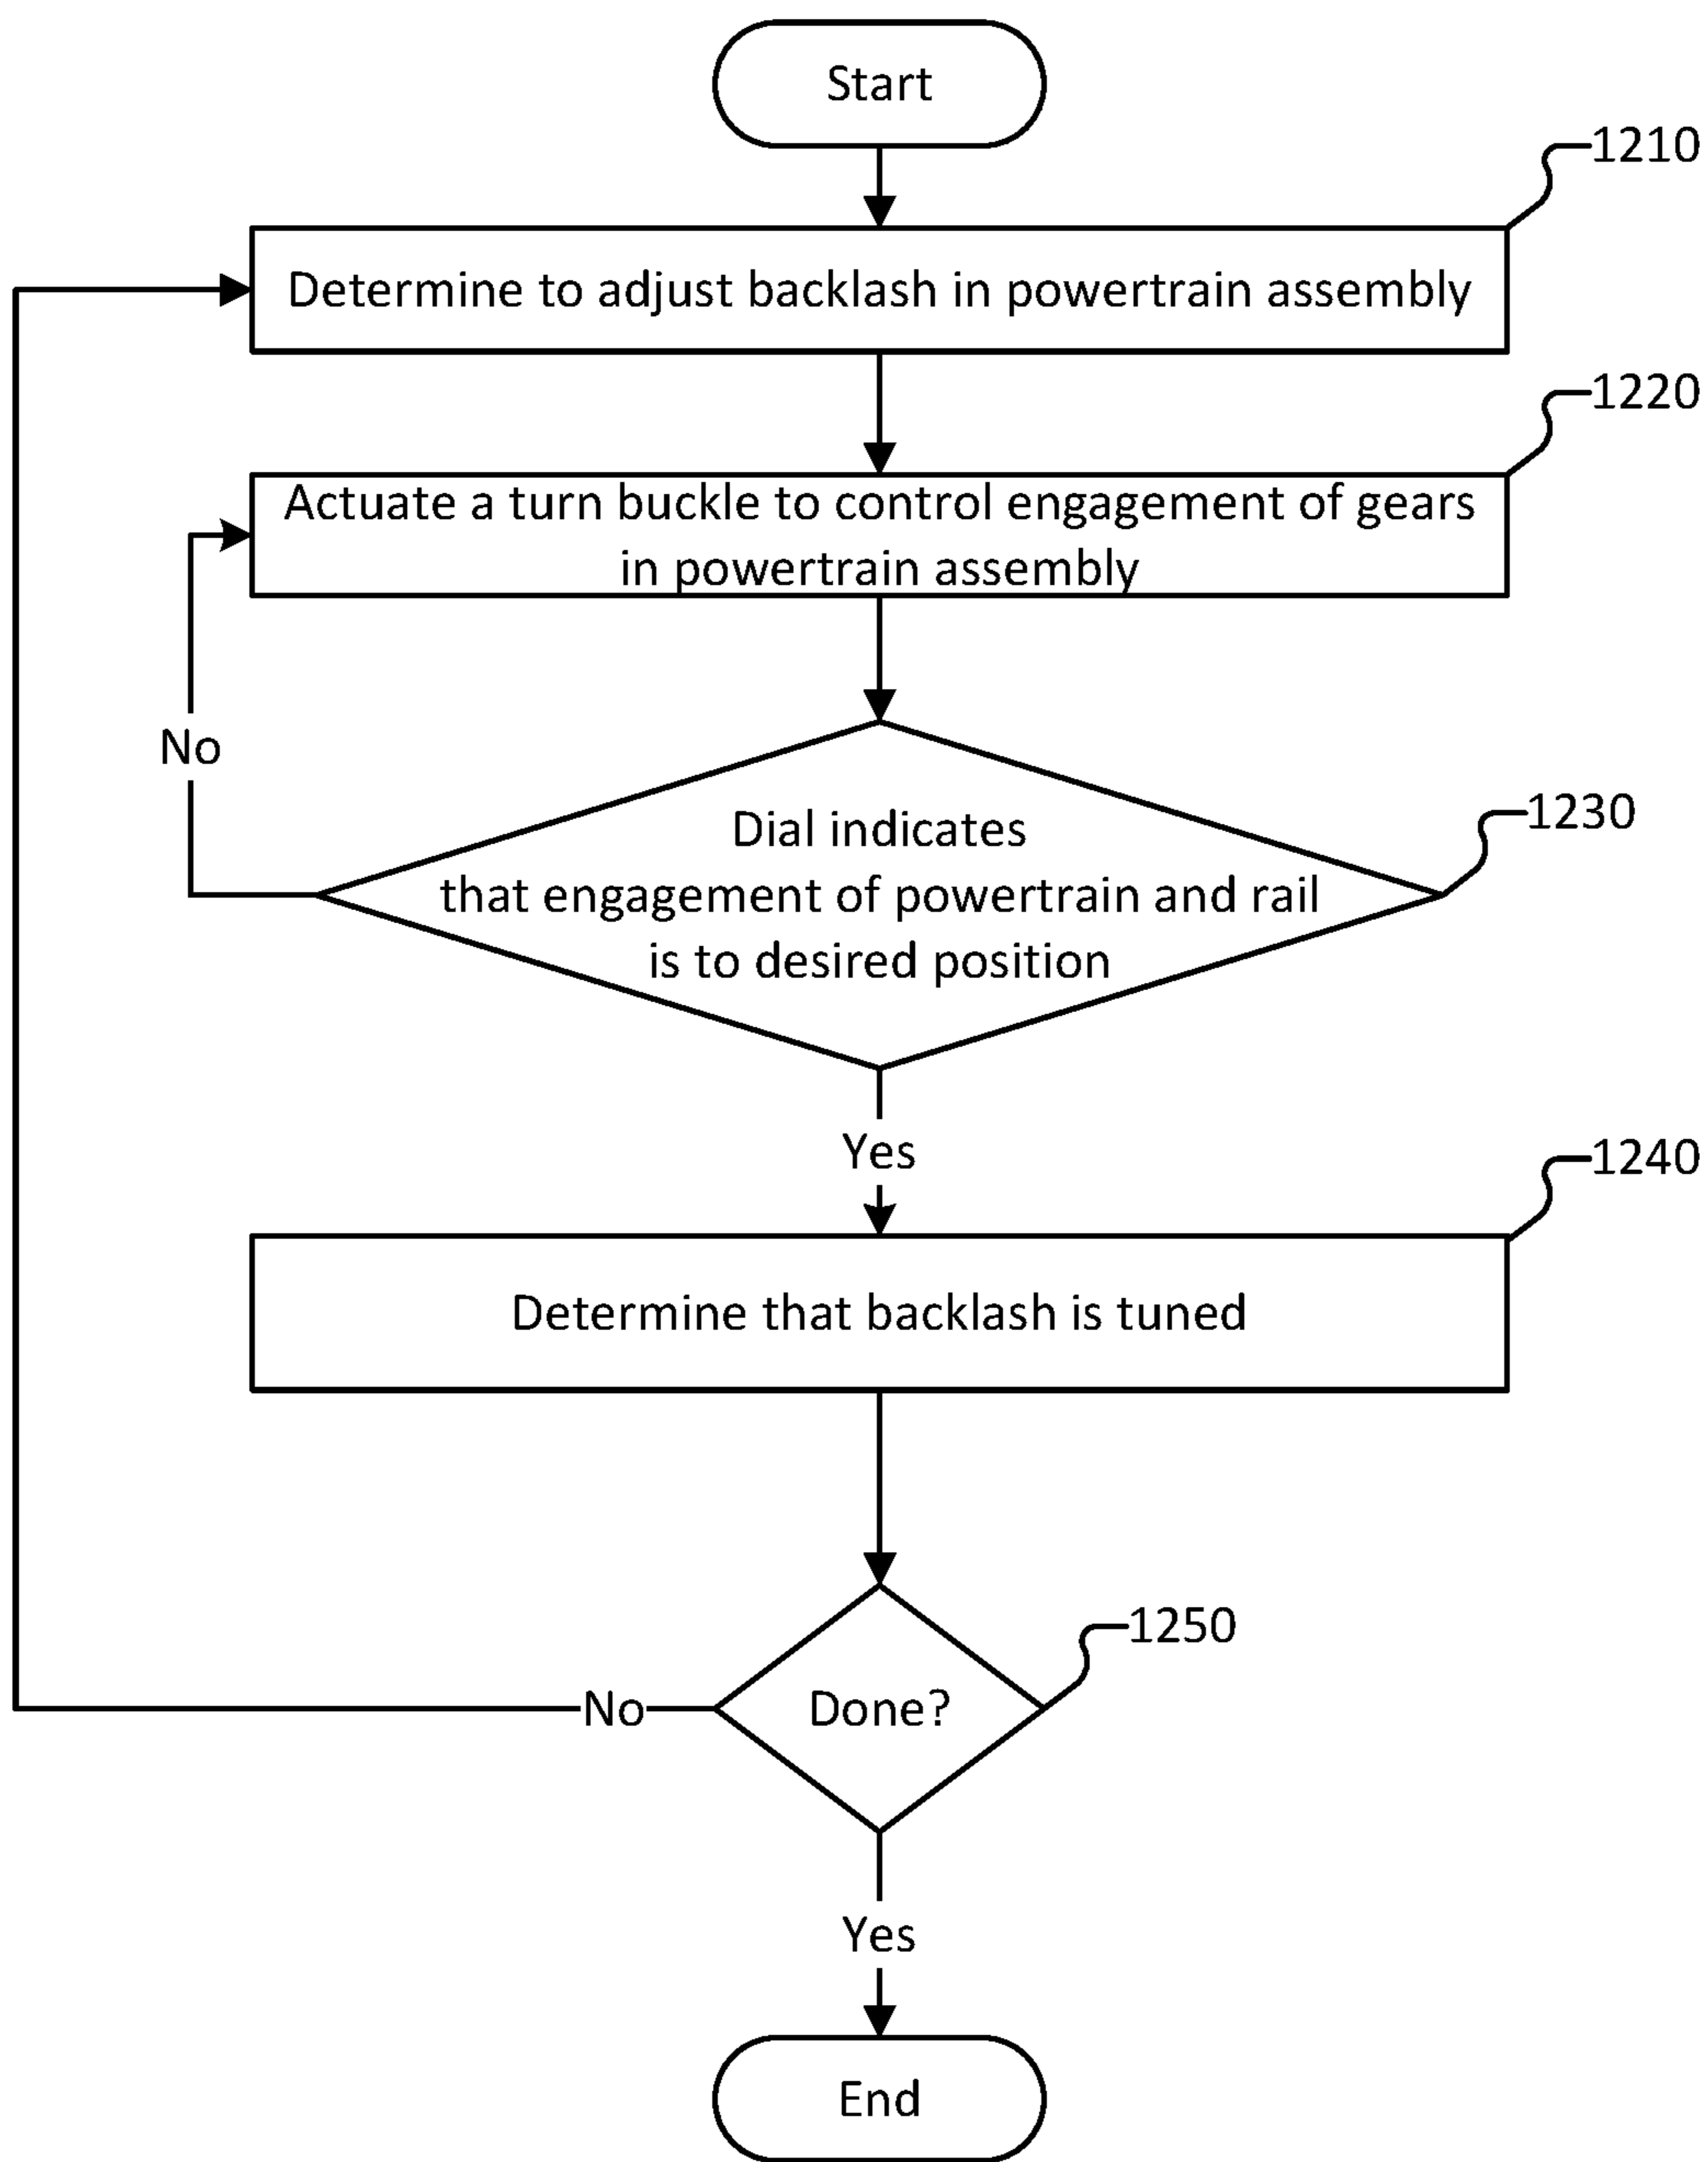 Start
1210
Determine to adjust backlash in powertrain assembly
1220
Actuate a turn buckle to control engagement of gears
in powertrain assembly
No
Dial indicates
1230
that engagement of powertrain and rail
is to desired position
Yes
1240
Determine that backlash is tuned
1250
No
Done?
Yes
End